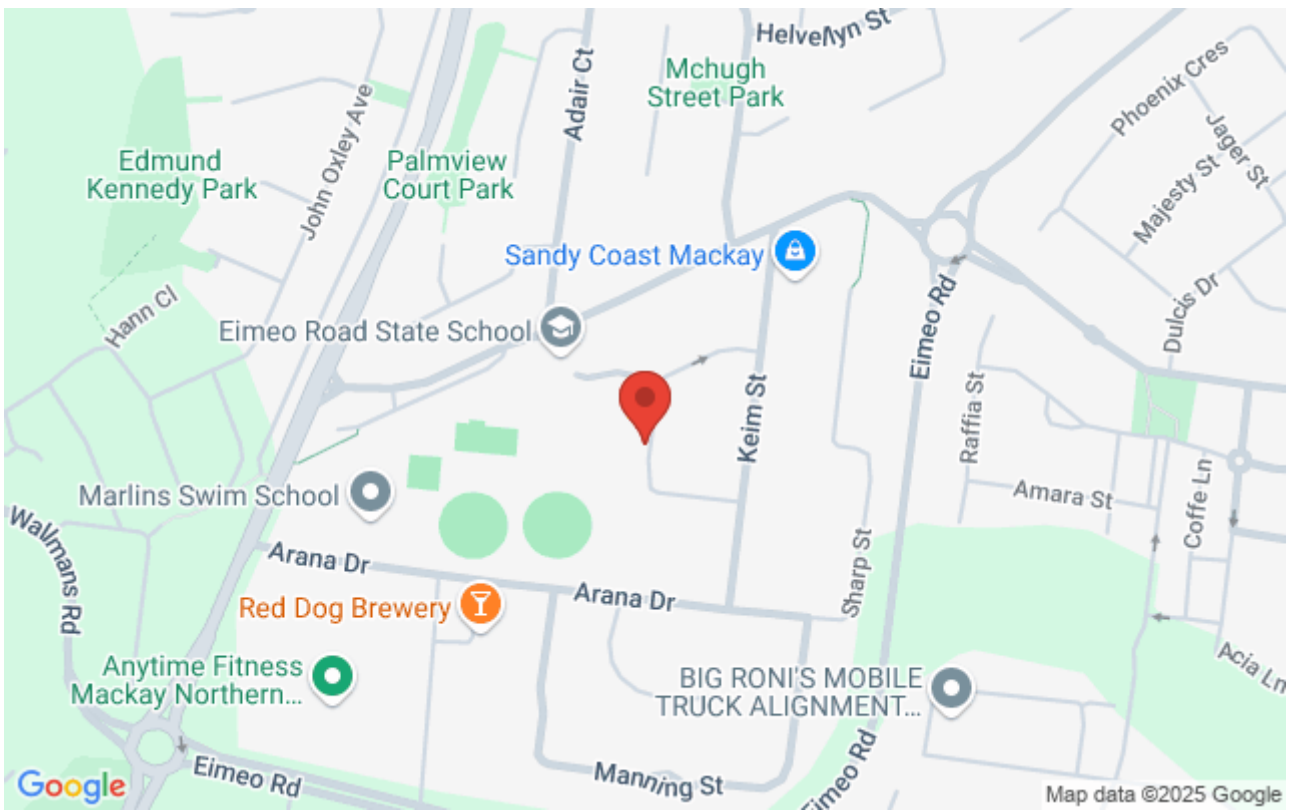 Helvellyn St
Mchugh
Street Park
Adair Ct
Phoenix Cres
Jager St
Majesty St
John Oxley Ave
Edmund
Kennedy Park
Palmview
Court Park
Sandy Coast Mackay
Hann Cl
Eimeo Road State School
Eimeo Rd
Dulcis Dr
Raffia St
Keim St
Marlins Swim School
Amara St
Coffe Ln
Wallmans Rd
Arana Dr
Arana Dr
Sharp St
Red Dog Brewery
Acia Ln
Anytime Fitness
Mackay Northern...
BIG RONI'S MOBILE
TRUCK ALIGNMENT...
Eimeo Rd
Manning St
Eimeo Rd
Google
Map data ©2025 Google